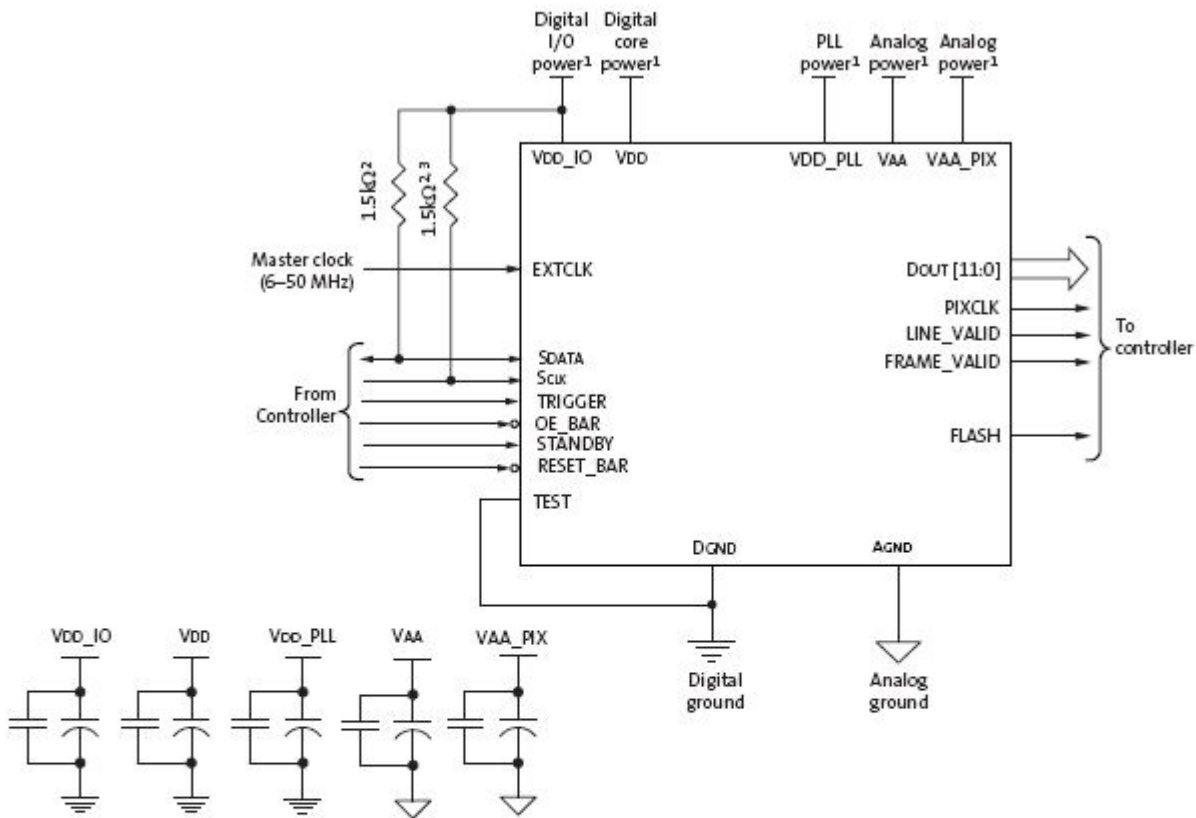 Digital
I/O
power¹
Digital
core
power¹
PLL
power¹
Analog
power¹
Analog
power¹
VDD_IO
VDD
VDD_PLL
VAA
VAA_PIX
1.5kΩ²
1.5kΩ²,³
Master clock
(6–50 MHz)
EXTCLK
From
Controller
SDATA
SCLK
TRIGGER
OE_BAR
STANDBY
RESET_BAR
TEST
DOUT [11:0]
PIXCLK
LINE_VALID
FRAME_VALID
FLASH
To
controller
DGND
AGND
Digital
ground
Analog
ground
VDD_IO
VDD
VDD_PLL
VAA
VAA_PIX